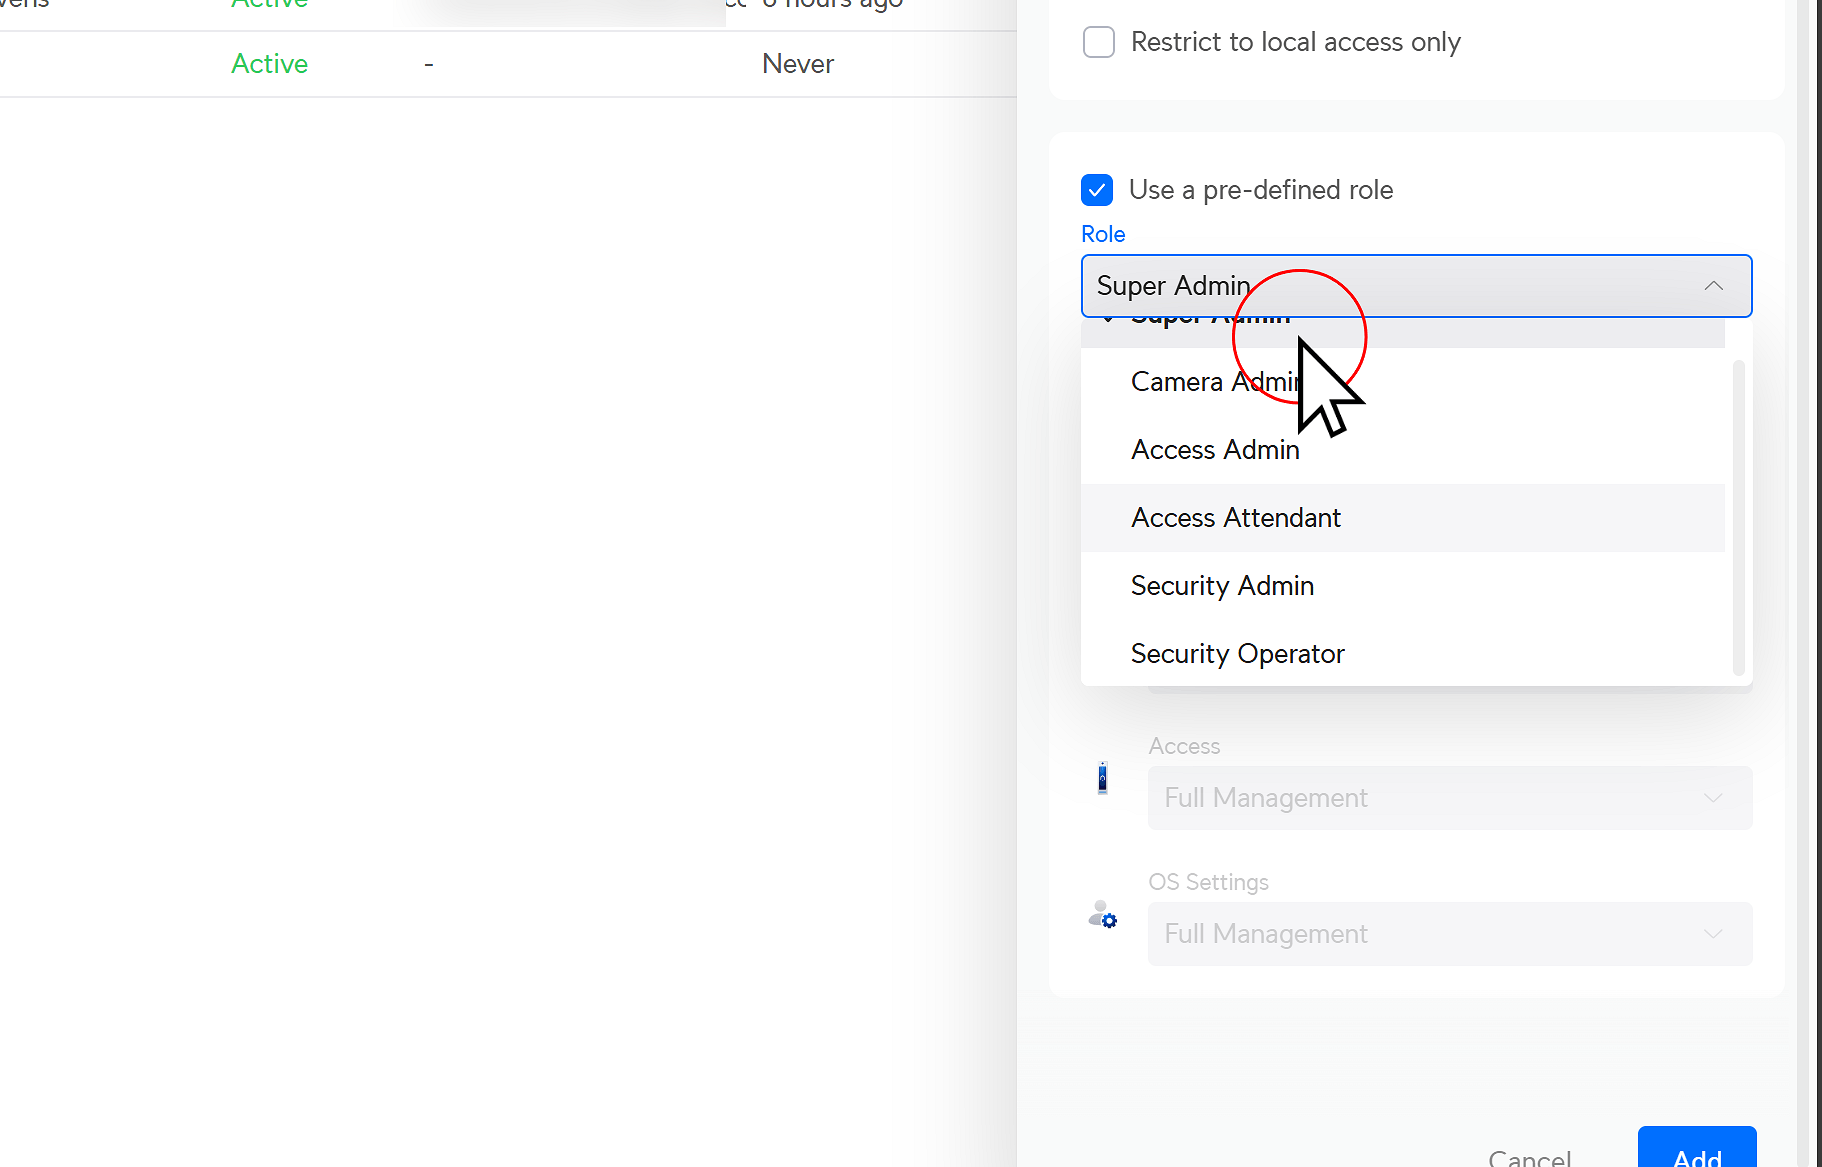 Active
6 hours ago
Active - Never
Restrict to local access only
Use a pre-defined role
Role
Super Admin
Super Admin
Camera Admin
Access Admin
Access Attendant
Security Admin
Security Operator
Access
Full Management
OS Settings
Full Management
Cancel
Add